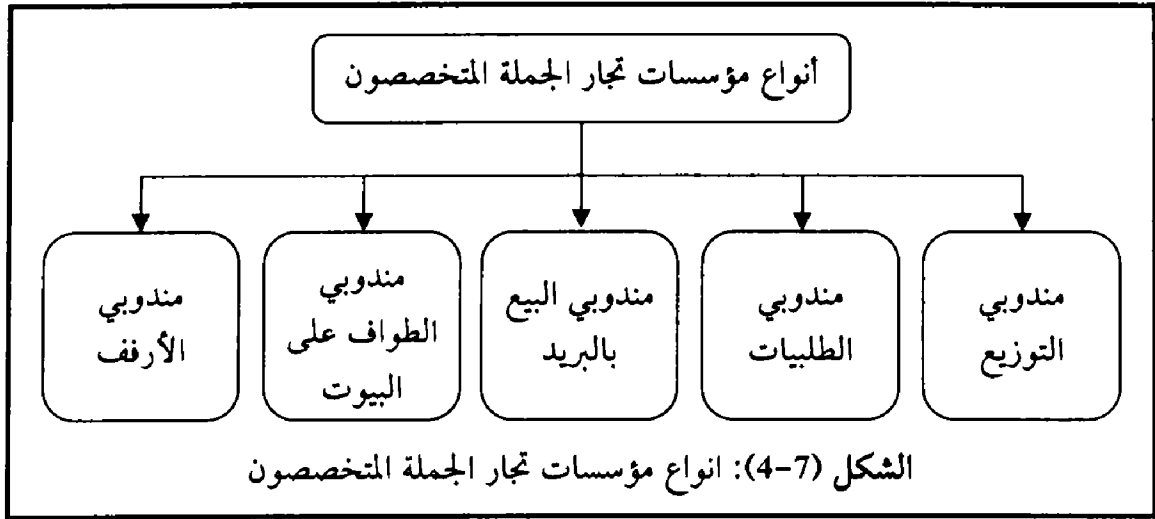 أنواع مؤسسات تجار الجملة المتخصصون
مندوبي
التوزيع
مندوبي
الطلبيات
مندوبي البيع
بالبريد
مندوبي
الطواف على
البيوت
مندوبي
الأرفف
الشكل (7-4): انواع مؤسسات تجار الجملة المتخصصون